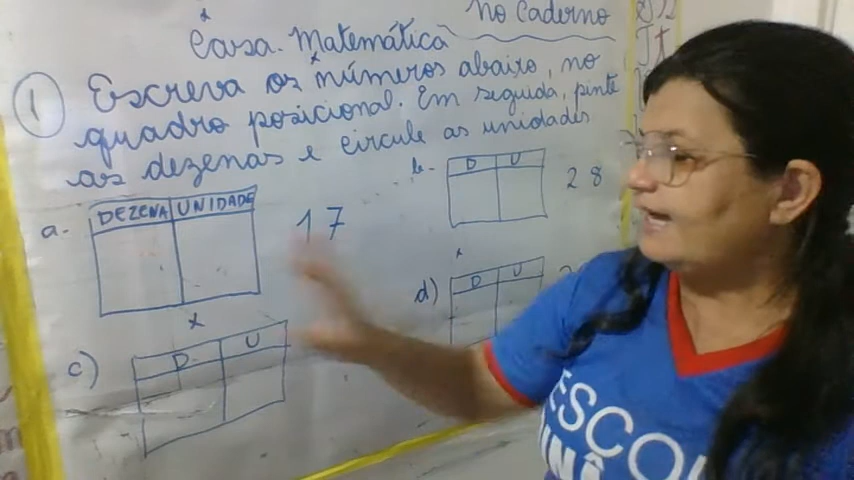 no Caderno
Casa. Matemática
1 Escreva os números abaixo, no
quadro posicional. Em seguida, pinte
as dezenas e circule as unidades
a- DEZENA UNIDADE 17
b- D U 28
c) D U
d) D U
ESCO